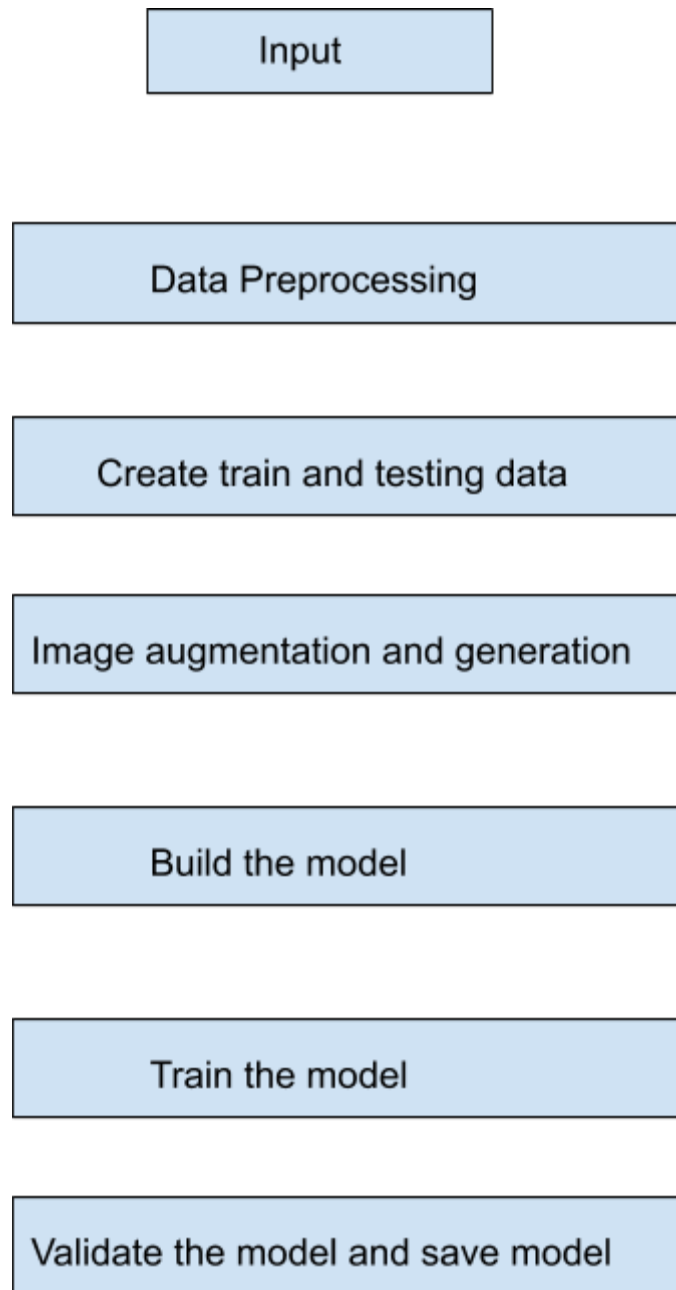 Input
Data Preprocessing
Create train and testing data
Image augmentation and generation
Build the model
Train the model
Validate the model and save model